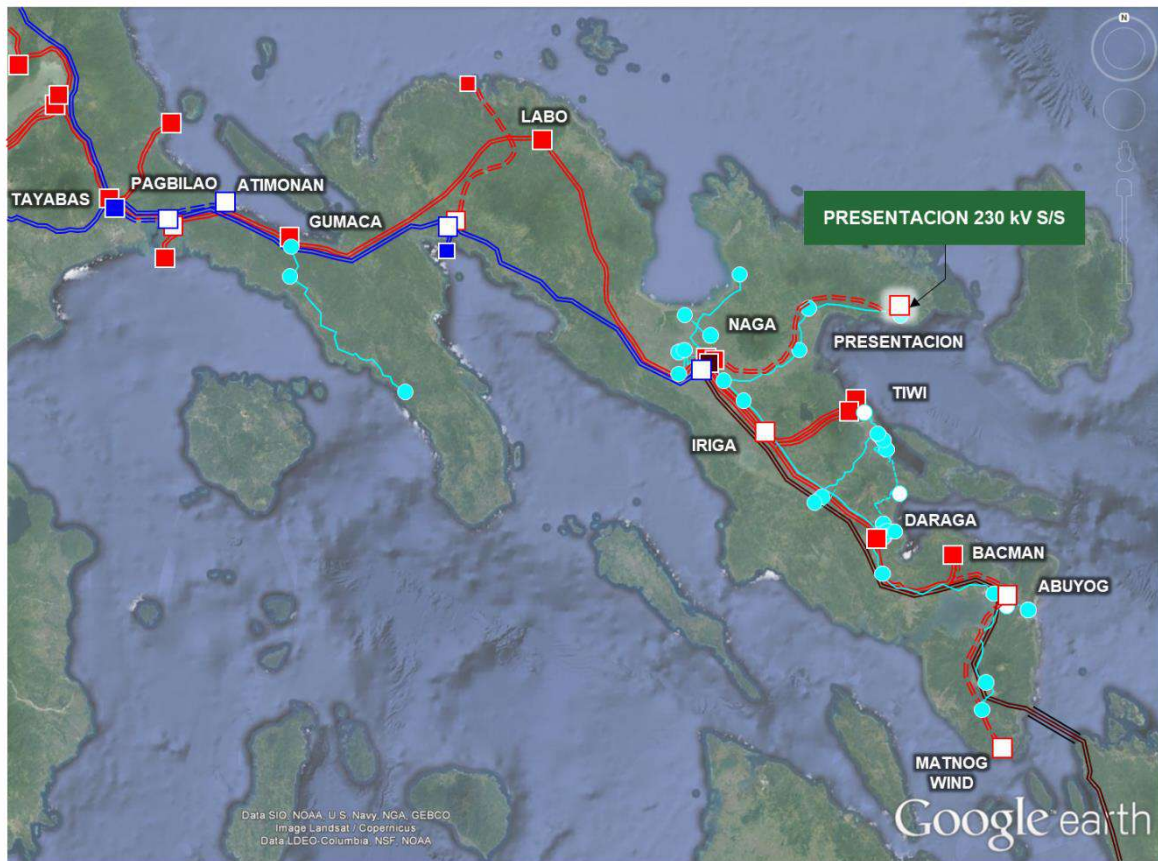 N
LABO
PAGBILAO
ATIMONAN
TAYABAS
GUMACA
PRESENTACION 230 kV S/S
NAGA
PRESENTACION
TIWI
IRIGA
DARAGA
BACMAN
ABUYOG
MATNOG
WIND
Data SIO, NOAA, U.S. Navy, NGA, GEBCO
Image Landsat / Copernicus
Data LDEO-Columbia, NSF, NOAA
Google earth